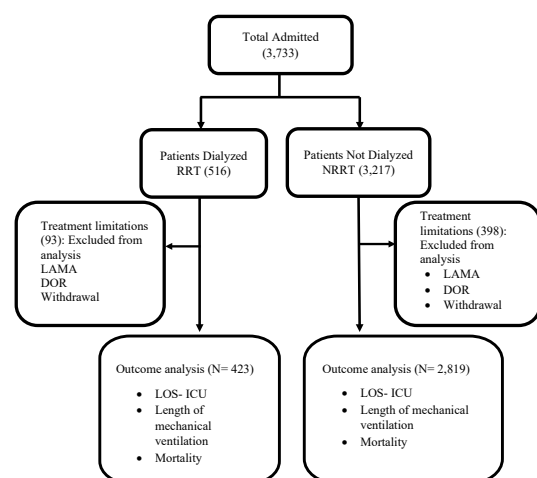 Total Admitted
(3,733)
Patients Dialyzed
RRT (516)
Patients Not Dialyzed
NRRT (3,217)
Treatment limitations
(93): Excluded from
analysis
LAMA
DOR
Withdrawal
Treatment
limitations (398):
Excluded from
analysis
• LAMA
• DOR
• Withdrawal
Outcome analysis (N= 423)
• LOS- ICU
• Length of
mechanical
ventilation
• Mortality
Outcome analysis (N= 2,819)
• LOS- ICU
• Length of mechanical
ventilation
• Mortality